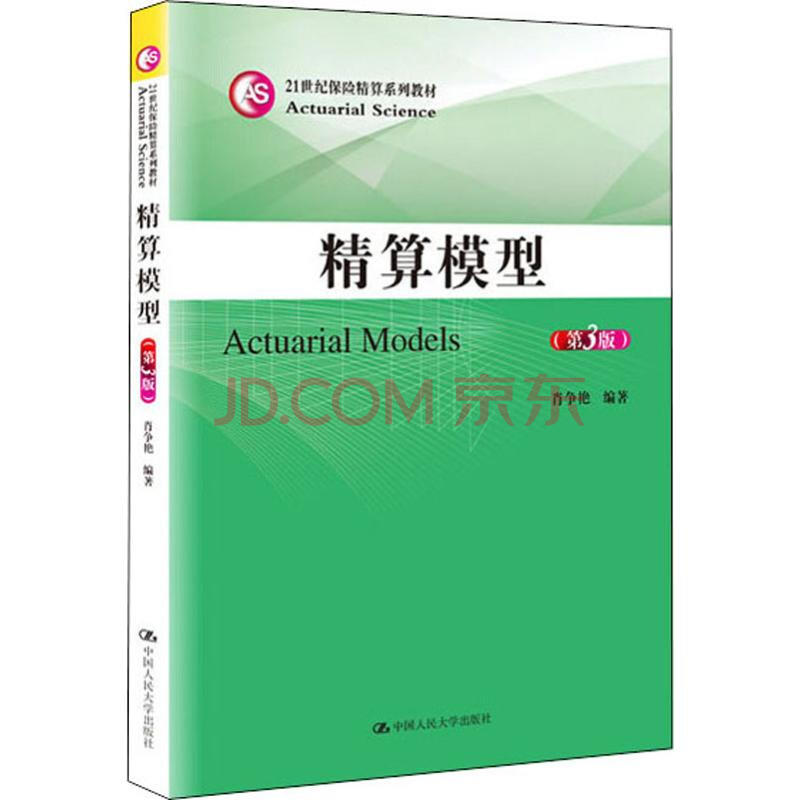 AS
21世纪保险精算系列教材
Actuarial Science
精算模型
Actuarial Models
（第3版）
JD.COM 京东
肖争艳 编著
中国人民大学出版社
AS
21世纪保险精算系列教材
Actuarial Science
精算模型
（第3版）
肖争艳 编著
中国人民大学出版社